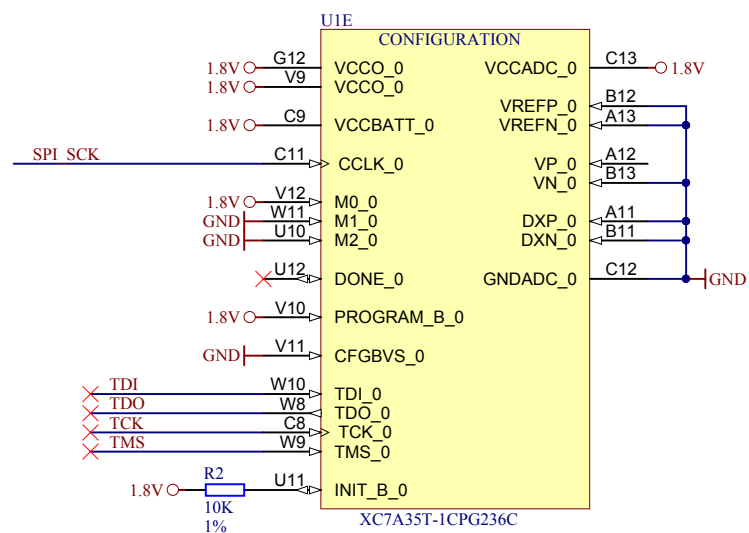 U1E
CONFIGURATION
1.8V G12 VCCO_0 VCCADC_0 C13 1.8V
1.8V V9 VCCO_0
VREFP_0 B12
1.8V C9 VCCBATT_0 VREFN_0 A13
SPI SCK C11 CCLK_0 VP_0 A12
VN_0 B13
1.8V V12 M0_0
GND W11 M1_0 DXP_0 A11
GND U10 M2_0 DXN_0 B11
U12 DONE_0 GNDADC_0 C12 GND
1.8V V10 PROGRAM_B_0
GND V11 CFGBVS_0
TDI W10 TDI_0
TDO W8 TDO_0
TCK C8 TCK_0
TMS W9 TMS_0
R2
1.8V U11 INIT_B_0
10K
1%
XC7A35T-1CPG236C